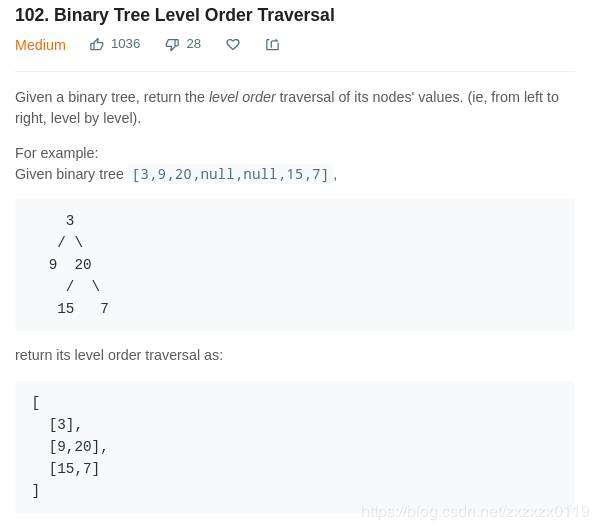 102. Binary Tree Level Order Traversal
Medium 1036 28
Given a binary tree, return the level order traversal of its nodes' values. (ie, from left to
right, level by level).
For example:
Given binary tree [3,9,20,null,null,15,7],
3
/ \
9 20
/ \
15 7
return its level order traversal as:
[
[3],
[9,20],
[15,7]
]
https://blog.csdn.net/zxzxzx0119